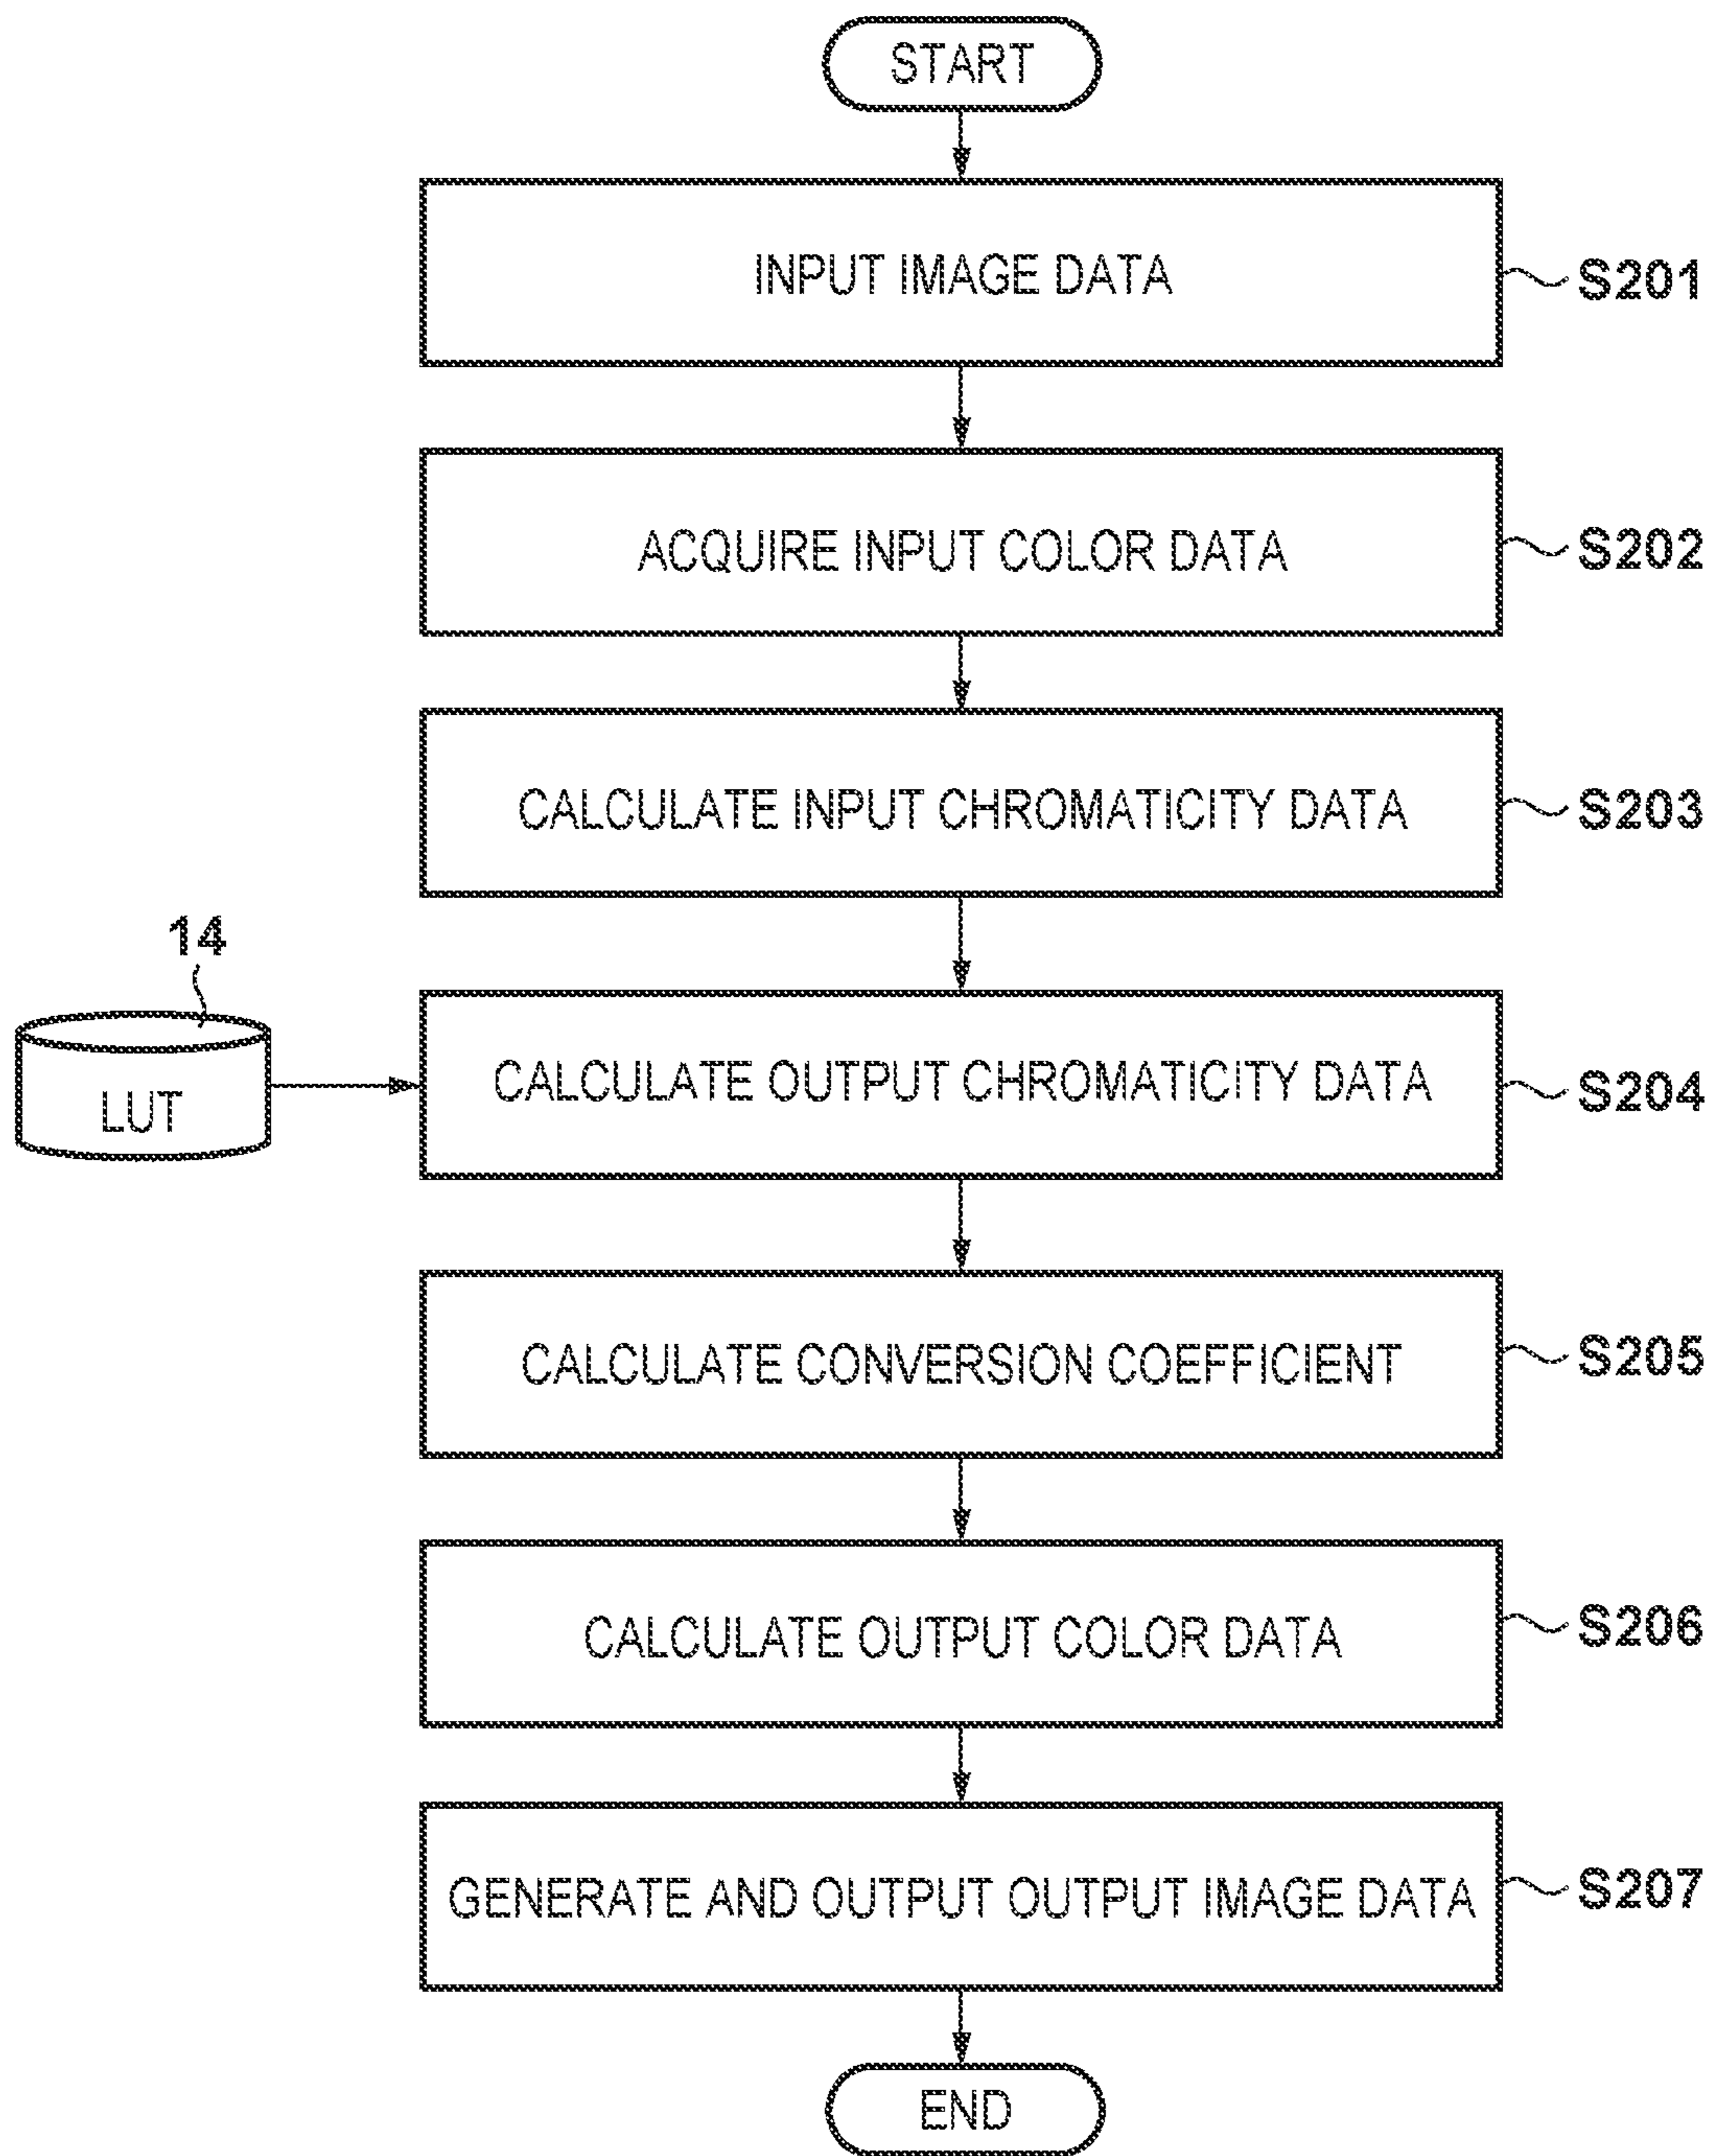 START
INPUT IMAGE DATA
S201
ACQUIRE INPUT COLOR DATA
S202
CALCULATE INPUT CHROMATICITY DATA
S203
14
LUT
CALCULATE OUTPUT CHROMATICITY DATA
S204
CALCULATE CONVERSION COEFFICIENT
S205
CALCULATE OUTPUT COLOR DATA
S206
GENERATE AND OUTPUT OUTPUT IMAGE DATA
S207
END